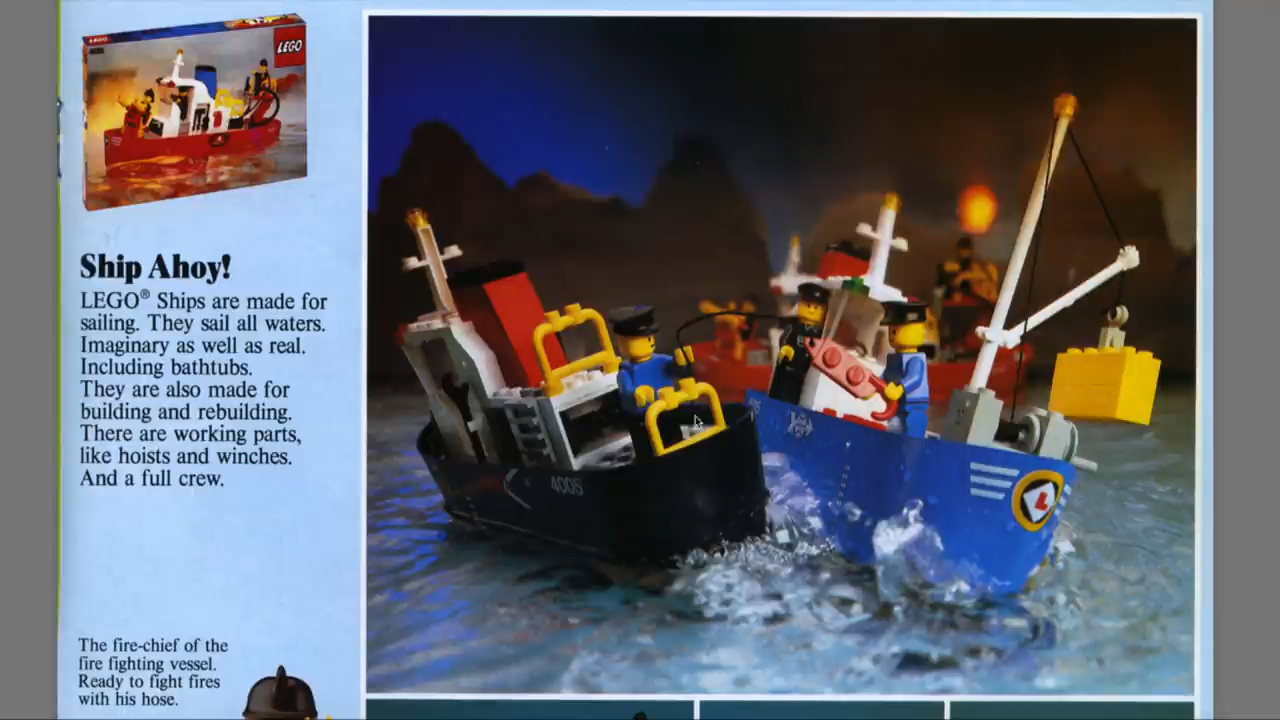 LEGO
Ship Ahoy!
LEGO® Ships are made for
sailing. They sail all waters.
Imaginary as well as real.
Including bathtubs.
They are also made for
building and rebuilding.
There are working parts,
like hoists and winches.
And a full crew.
4005
L
The fire-chief of the
fire fighting vessel.
Ready to fight fires
with his hose.